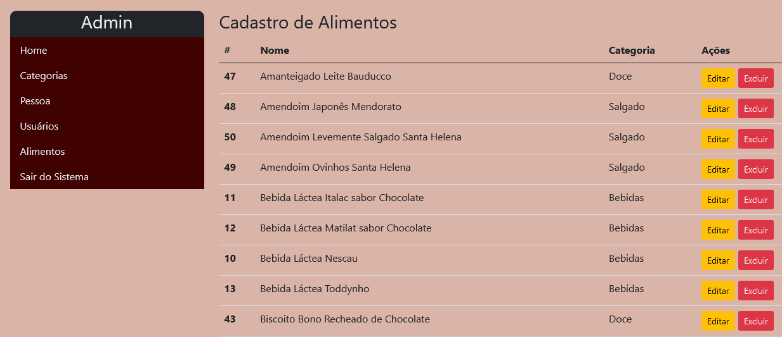 Admin
Home
Categorias
Pessoa
Usuários
Alimentos
Sair do Sistema
Cadastro de Alimentos
# Nome Categoria Ações
47 Amanteigado Leite Bauducco Doce Editar Excluir
48 Amendoim Japonês Mendorato Salgado Editar Excluir
50 Amendoim Levemente Salgado Santa Helena Salgado Editar Excluir
49 Amendoim Ovinhos Santa Helena Salgado Editar Excluir
11 Bebida Láctea Italac sabor Chocolate Bebidas Editar Excluir
12 Bebida Láctea Matilat sabor Chocolate Bebidas Editar Excluir
10 Bebida Láctea Nescau Bebidas Editar Excluir
13 Bebida Láctea Toddynho Bebidas Editar Excluir
43 Biscoito Bono Recheado de Chocolate Doce Editar Excluir